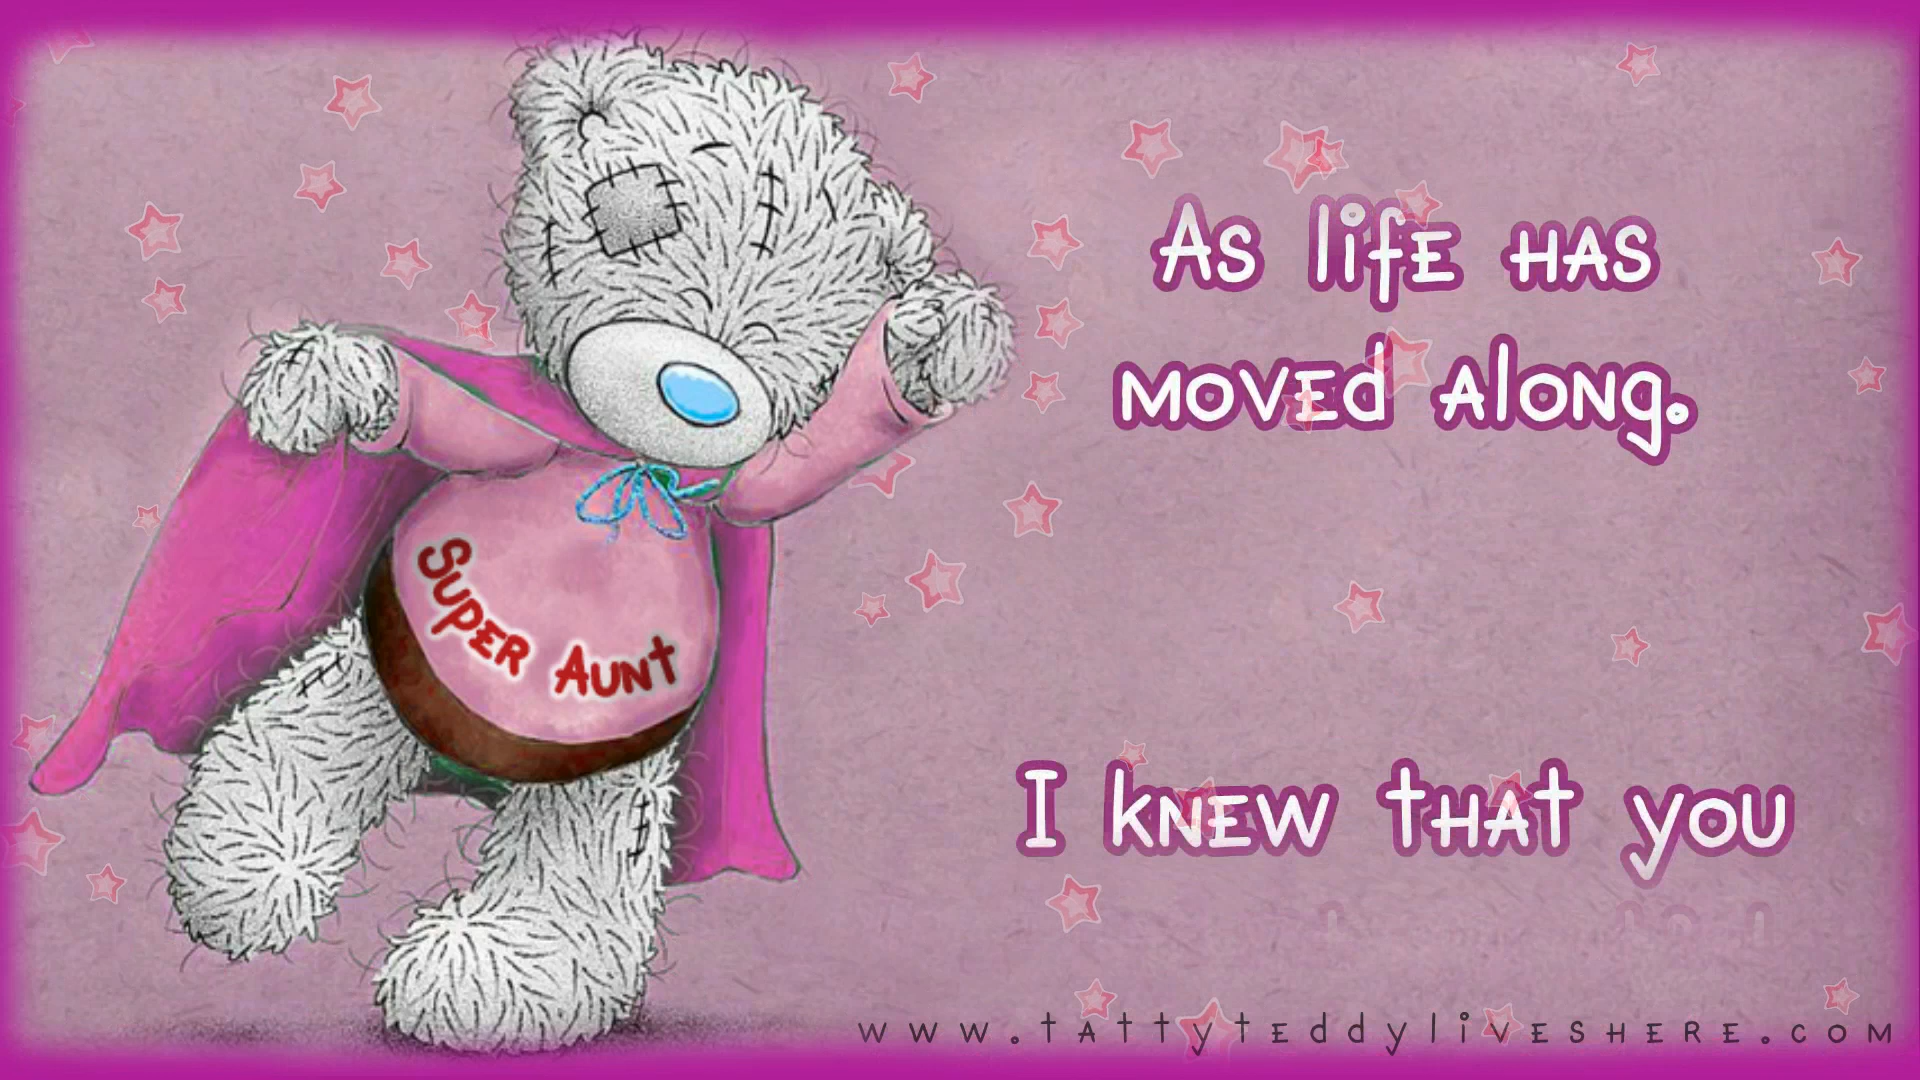 Super Aunt
As life has
moved along.
I knew that you
www.tattyteddyliveshere.com